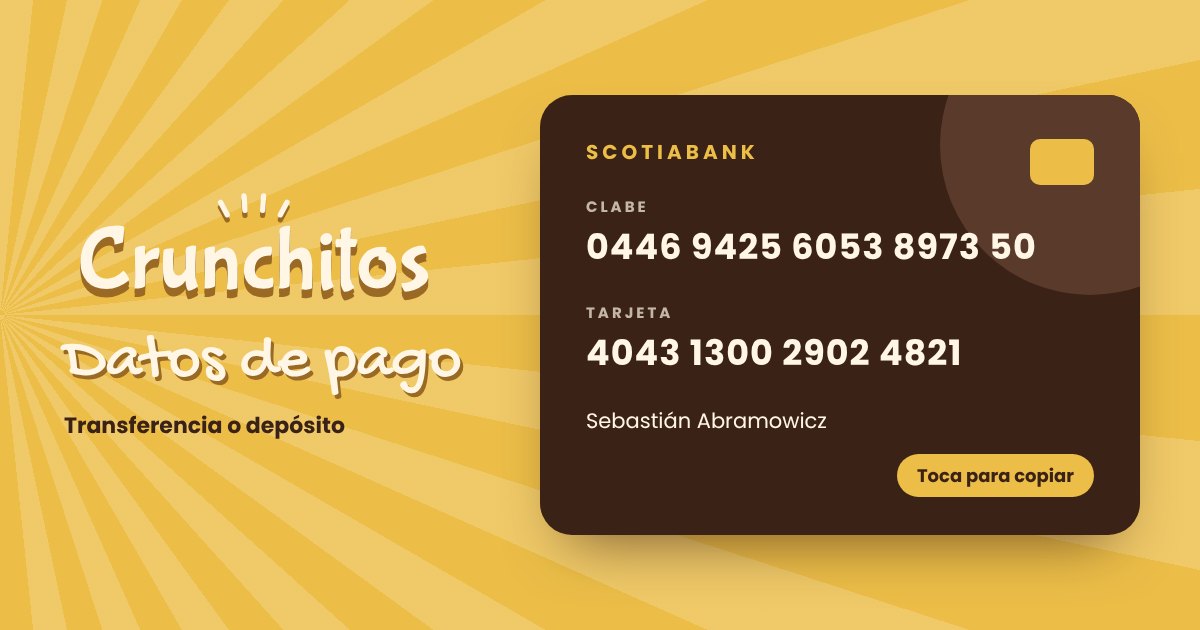 Crunchitos
Datos de pago
Transferencia o depósito
SCOTIABANK
CLABE
0446 9425 6053 8973 50
TARJETA
4043 1300 2902 4821
Sebastián Abramowicz
Toca para copiar